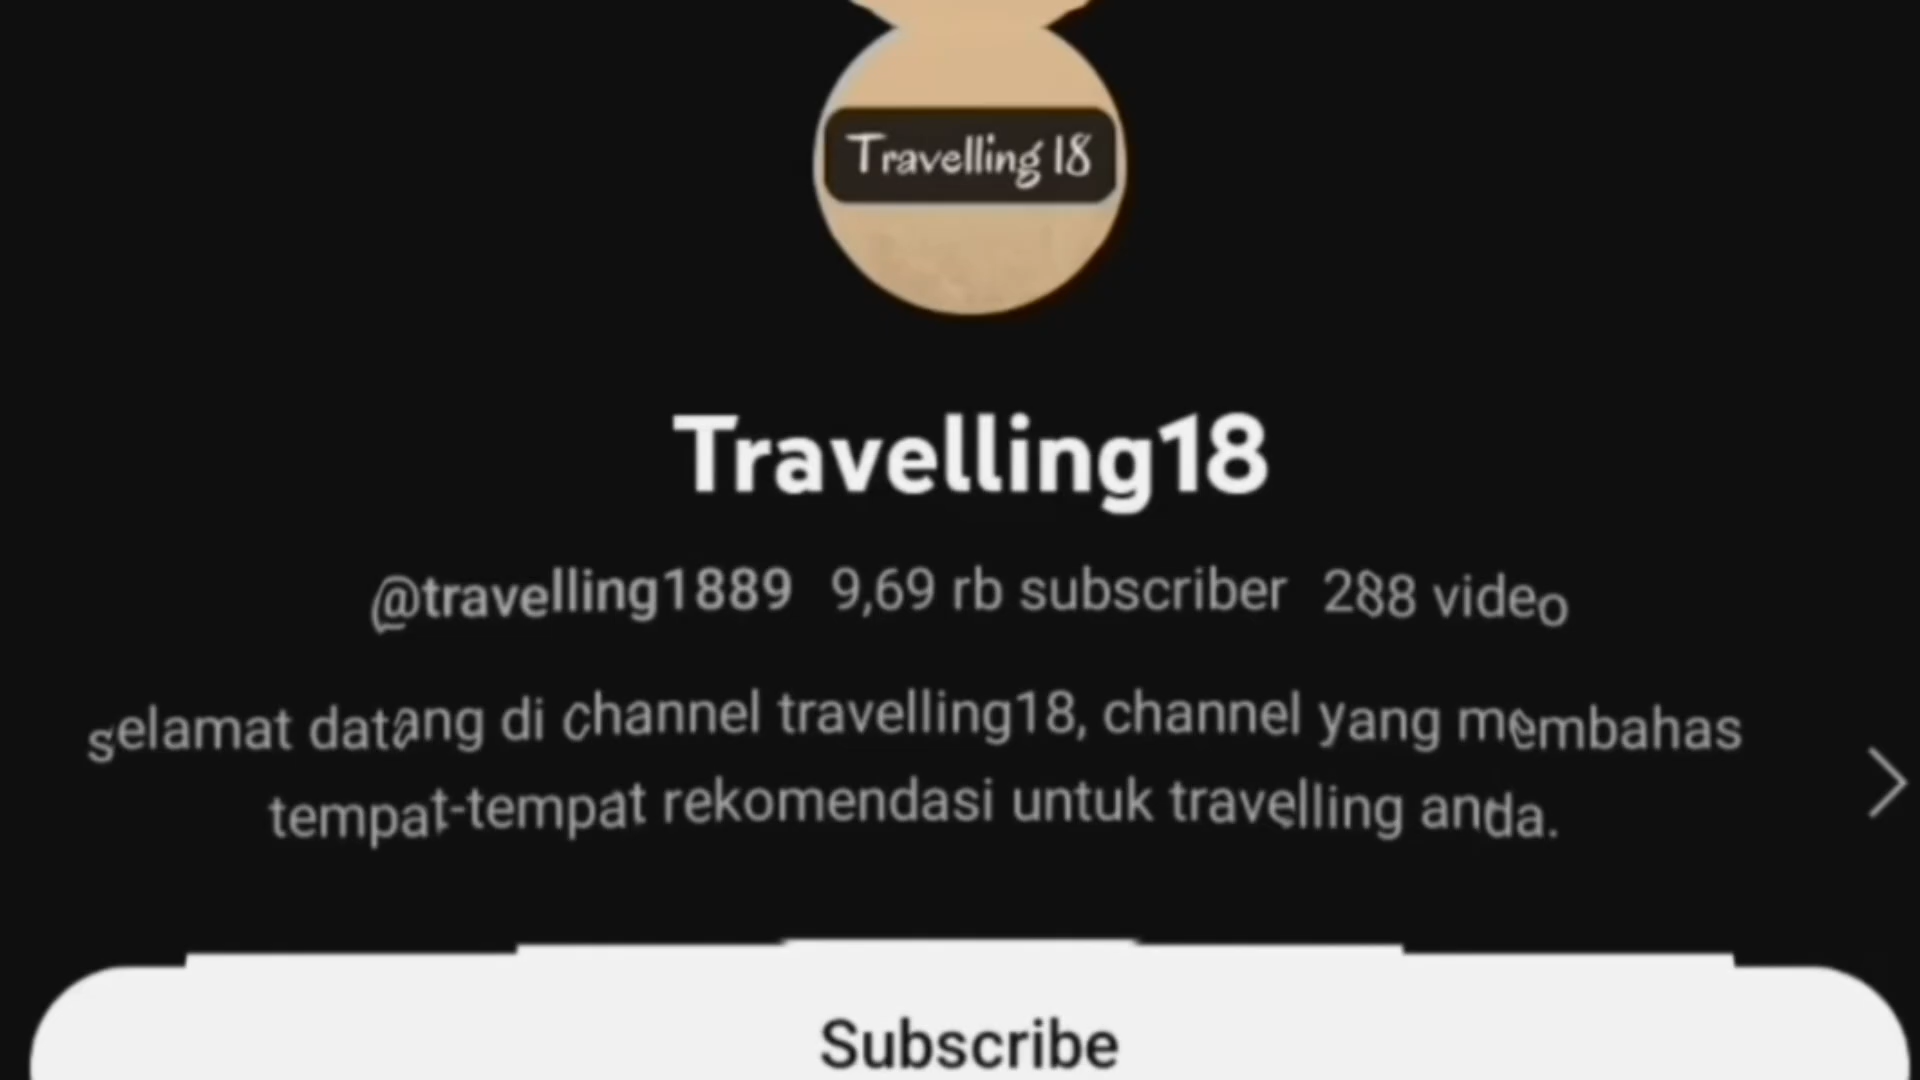 Travelling 18
Travelling18
@travelling1889 9,69 rb subscriber 288 video
selamat datang di channel travelling18, channel yang membahas
tempat-tempat rekomendasi untuk travelling anda.
Subscribe